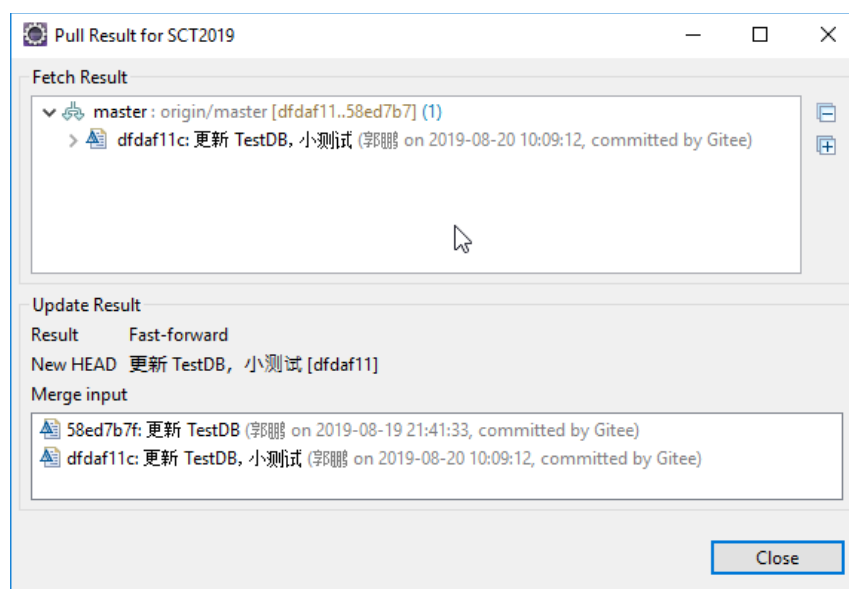 Pull Result for SCT2019
Fetch Result
master : origin/master [dfdaf11..58ed7b7] (1)
dfdaf11c: 更新 TestDB，小测试 (郭鹏 on 2019-08-20 10:09:12, committed by Gitee)
Update Result
Result Fast-forward
New HEAD 更新 TestDB，小测试 [dfdaf11]
Merge input
58ed7b7f: 更新 TestDB (郭鹏 on 2019-08-19 21:41:33, committed by Gitee)
dfdaf11c: 更新 TestDB，小测试 (郭鹏 on 2019-08-20 10:09:12, committed by Gitee)
Close